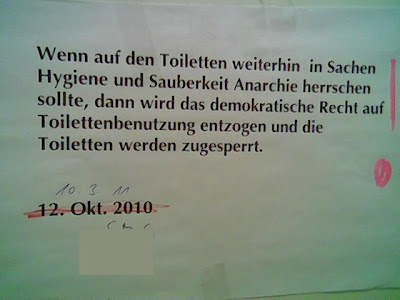 Wenn auf den Toiletten weiterhin in Sachen
Hygiene und Sauberkeit Anarchie herrschen
sollte, dann wird das demokratische Recht auf
Toilettenbenutzung entzogen und die
Toiletten werden zugesperrt.
10. 3. 11
12. Okt. 2010